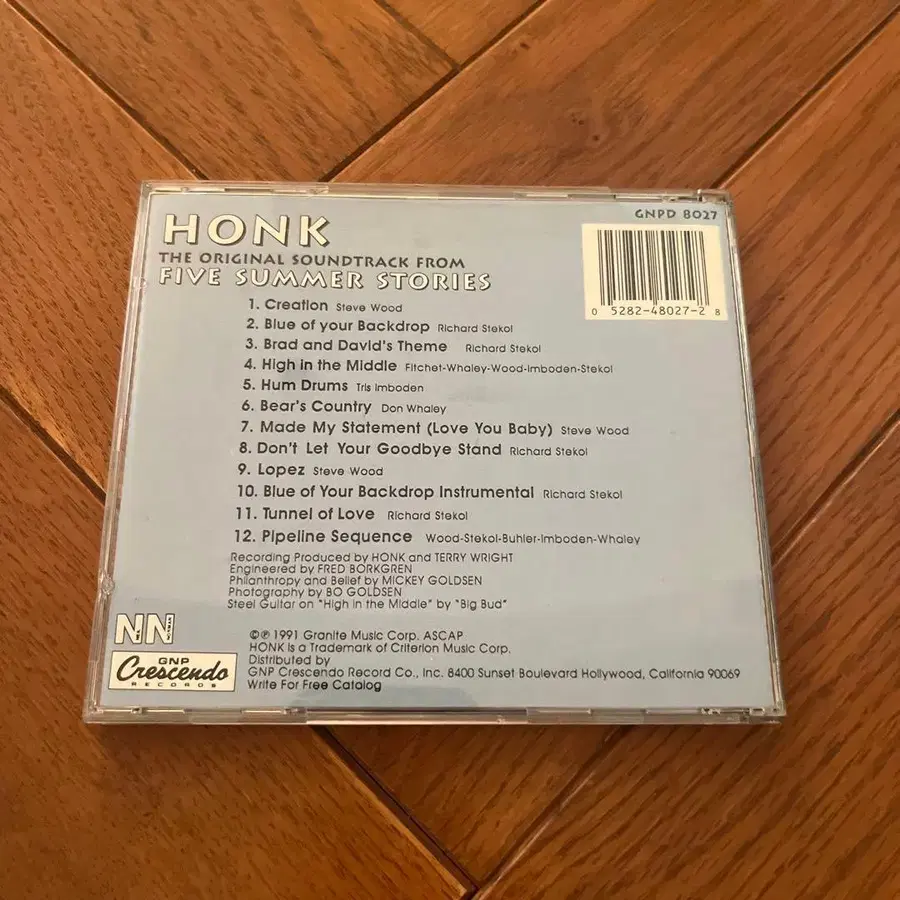 HONK
GNPD 8027
THE ORIGINAL SOUNDTRACK FROM
FIVE SUMMER STORIES
0 5282-48027-2 8
1. Creation Steve Wood
2. Blue of your Backdrop Richard Stekol
3. Brad and David's Theme Richard Stekol
4. High in the Middle Fitchet-Whaley-Wood-Imboden-Stekol
5. Hum Drums Tris Imboden
6. Bear's Country Don Whaley
7. Made My Statement (Love You Baby) Steve Wood
8. Don't Let Your Goodbye Stand Richard Stekol
9. Lopez Steve Wood
10. Blue of Your Backdrop Instrumental Richard Stekol
11. Tunnel of Love Richard Stekol
12. Pipeline Sequence Wood-Stekol-Buhler-Imboden-Whaley
Recording Produced by HONK and TERRY WRIGHT
Engineered by FRED BORKGREN
Philanthropy and Belief by MICKEY GOLDSEN
Photography by BO GOLDSEN
Steel Guitar on "High in the Middle" by "Big Bud"
NN
GNP
Crescendo
RECORDS
©℗ 1991 Granite Music Corp. ASCAP
HONK is a Trademark of Criterion Music Corp.
Distributed by
GNP Crescendo Record Co., Inc. 8400 Sunset Boulevard Hollywood, California 90069
Write For Free Catalog